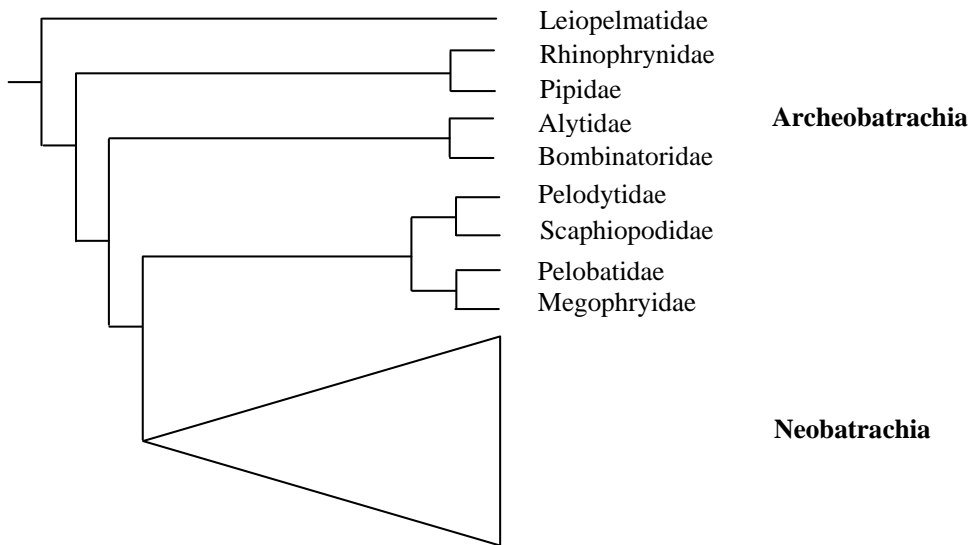 Leiopelmatidae
Rhinophrynidae
Pipidae
Archeobatrachia
Alytidae
Bombinatoridae
Pelodytidae
Scaphiopodidae
Pelobatidae
Megophryidae
Neobatrachia